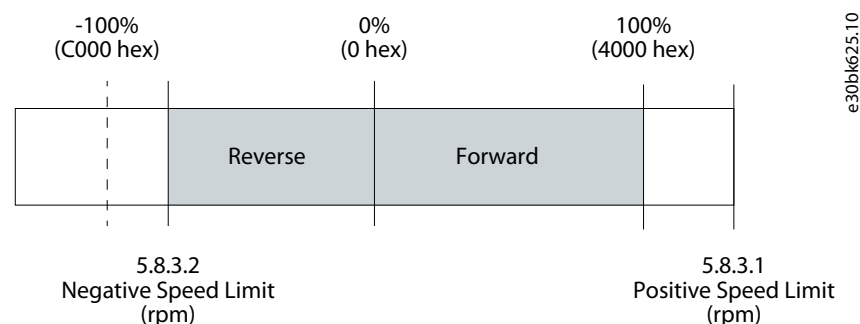 -100%
(C000 hex)
0%
(0 hex)
100%
(4000 hex)
e30bk625.10
Reverse
Forward
5.8.3.2
Negative Speed Limit
(rpm)
5.8.3.1
Positive Speed Limit
(rpm)